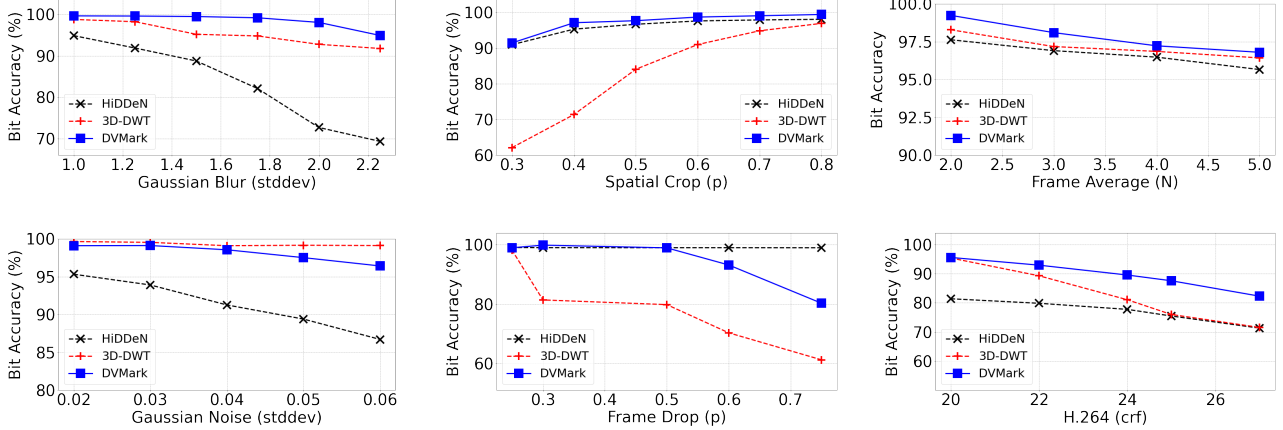 Bit Accuracy (%)
90
80
70
HiDDeN
3D-DWT
DVMark
1.0 1.2 1.4 1.6 1.8 2.0 2.2
Gaussian Blur (stddev)
Bit Accuracy (%)
100
90
80
70
60
HiDDeN
3D-DWT
DVMark
0.3 0.4 0.5 0.6 0.7 0.8
Spatial Crop (p)
Bit Accuracy
100.0
97.5
95.0
92.5
90.0
HiDDeN
3D-DWT
DVMark
2.0 2.5 3.0 3.5 4.0 4.5 5.0
Frame Average (N)
Bit Accuracy (%)
100
95
90
85
80
HiDDeN
3D-DWT
DVMark
0.02 0.03 0.04 0.05 0.06
Gaussian Noise (stddev)
Bit Accuracy (%)
100
80
60
HiDDeN
3D-DWT
DVMark
0.3 0.4 0.5 0.6 0.7
Frame Drop (p)
Bit Accuracy (%)
100
90
80
70
60
HiDDeN
3D-DWT
DVMark
20 22 24 26
H.264 (crf)